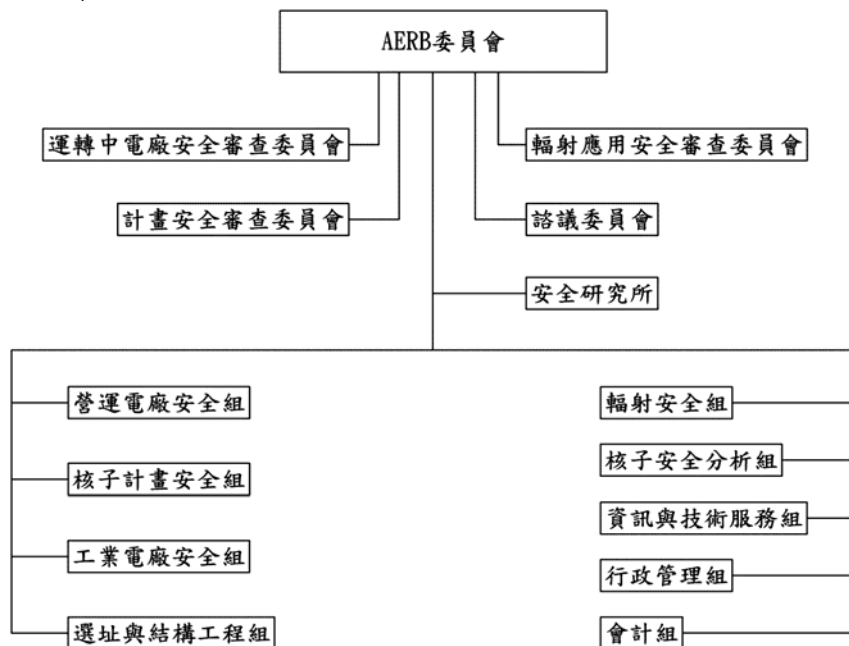 AERB委員會
運轉中電廠安全審查委員會
輻射應用安全審查委員會
計畫安全審查委員會
諮議委員會
安全研究所
營運電廠安全組
輻射安全組
核子計畫安全組
核子安全分析組
資訊與技術服務組
工業電廠安全組
行政管理組
選址與結構工程組
會計組